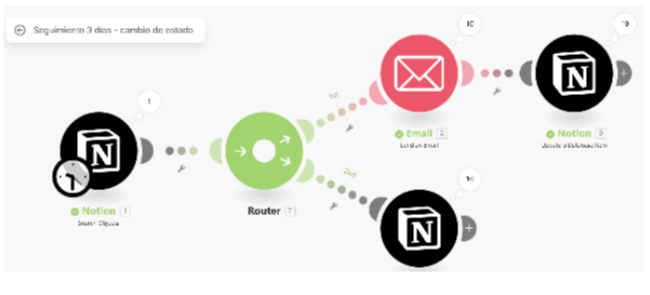 Seguimiento 3 días - cambio de estado
1
10
10
1st
Email 2
Send an Email
Notion 9
Update a Database Item
Notion 1
Search Objects
Router 7
2nd
10